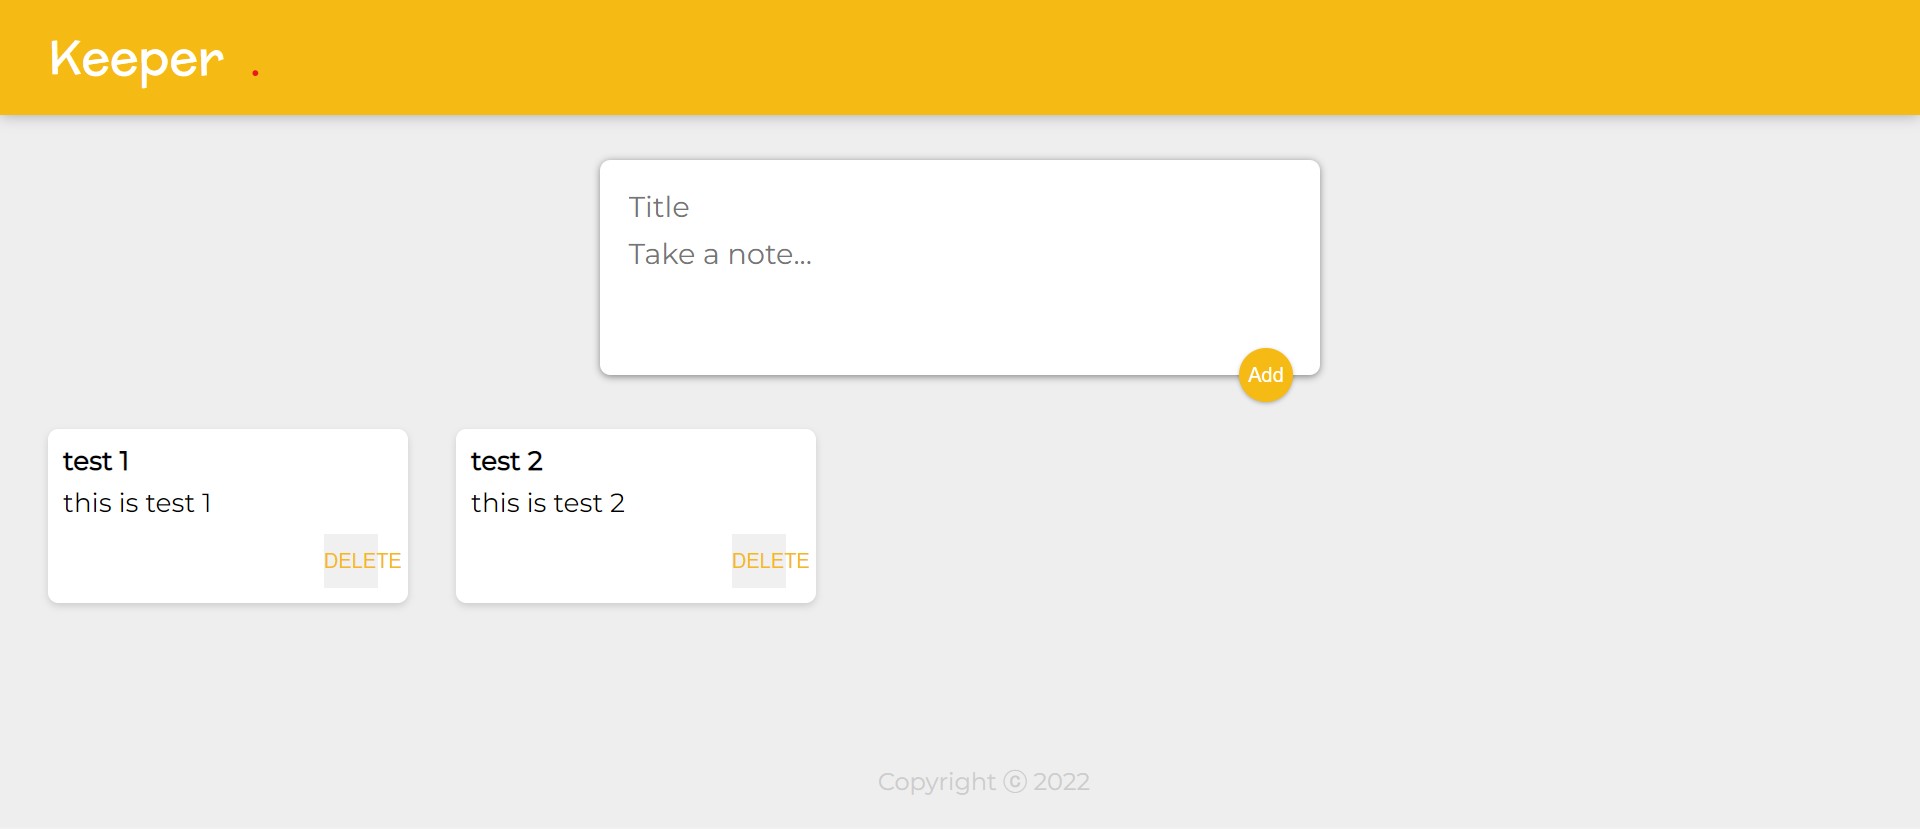 Keeper .
Title
Take a note...
Add
test 1
this is test 1
DELETE
test 2
this is test 2
DELETE
Copyright ⓒ 2022